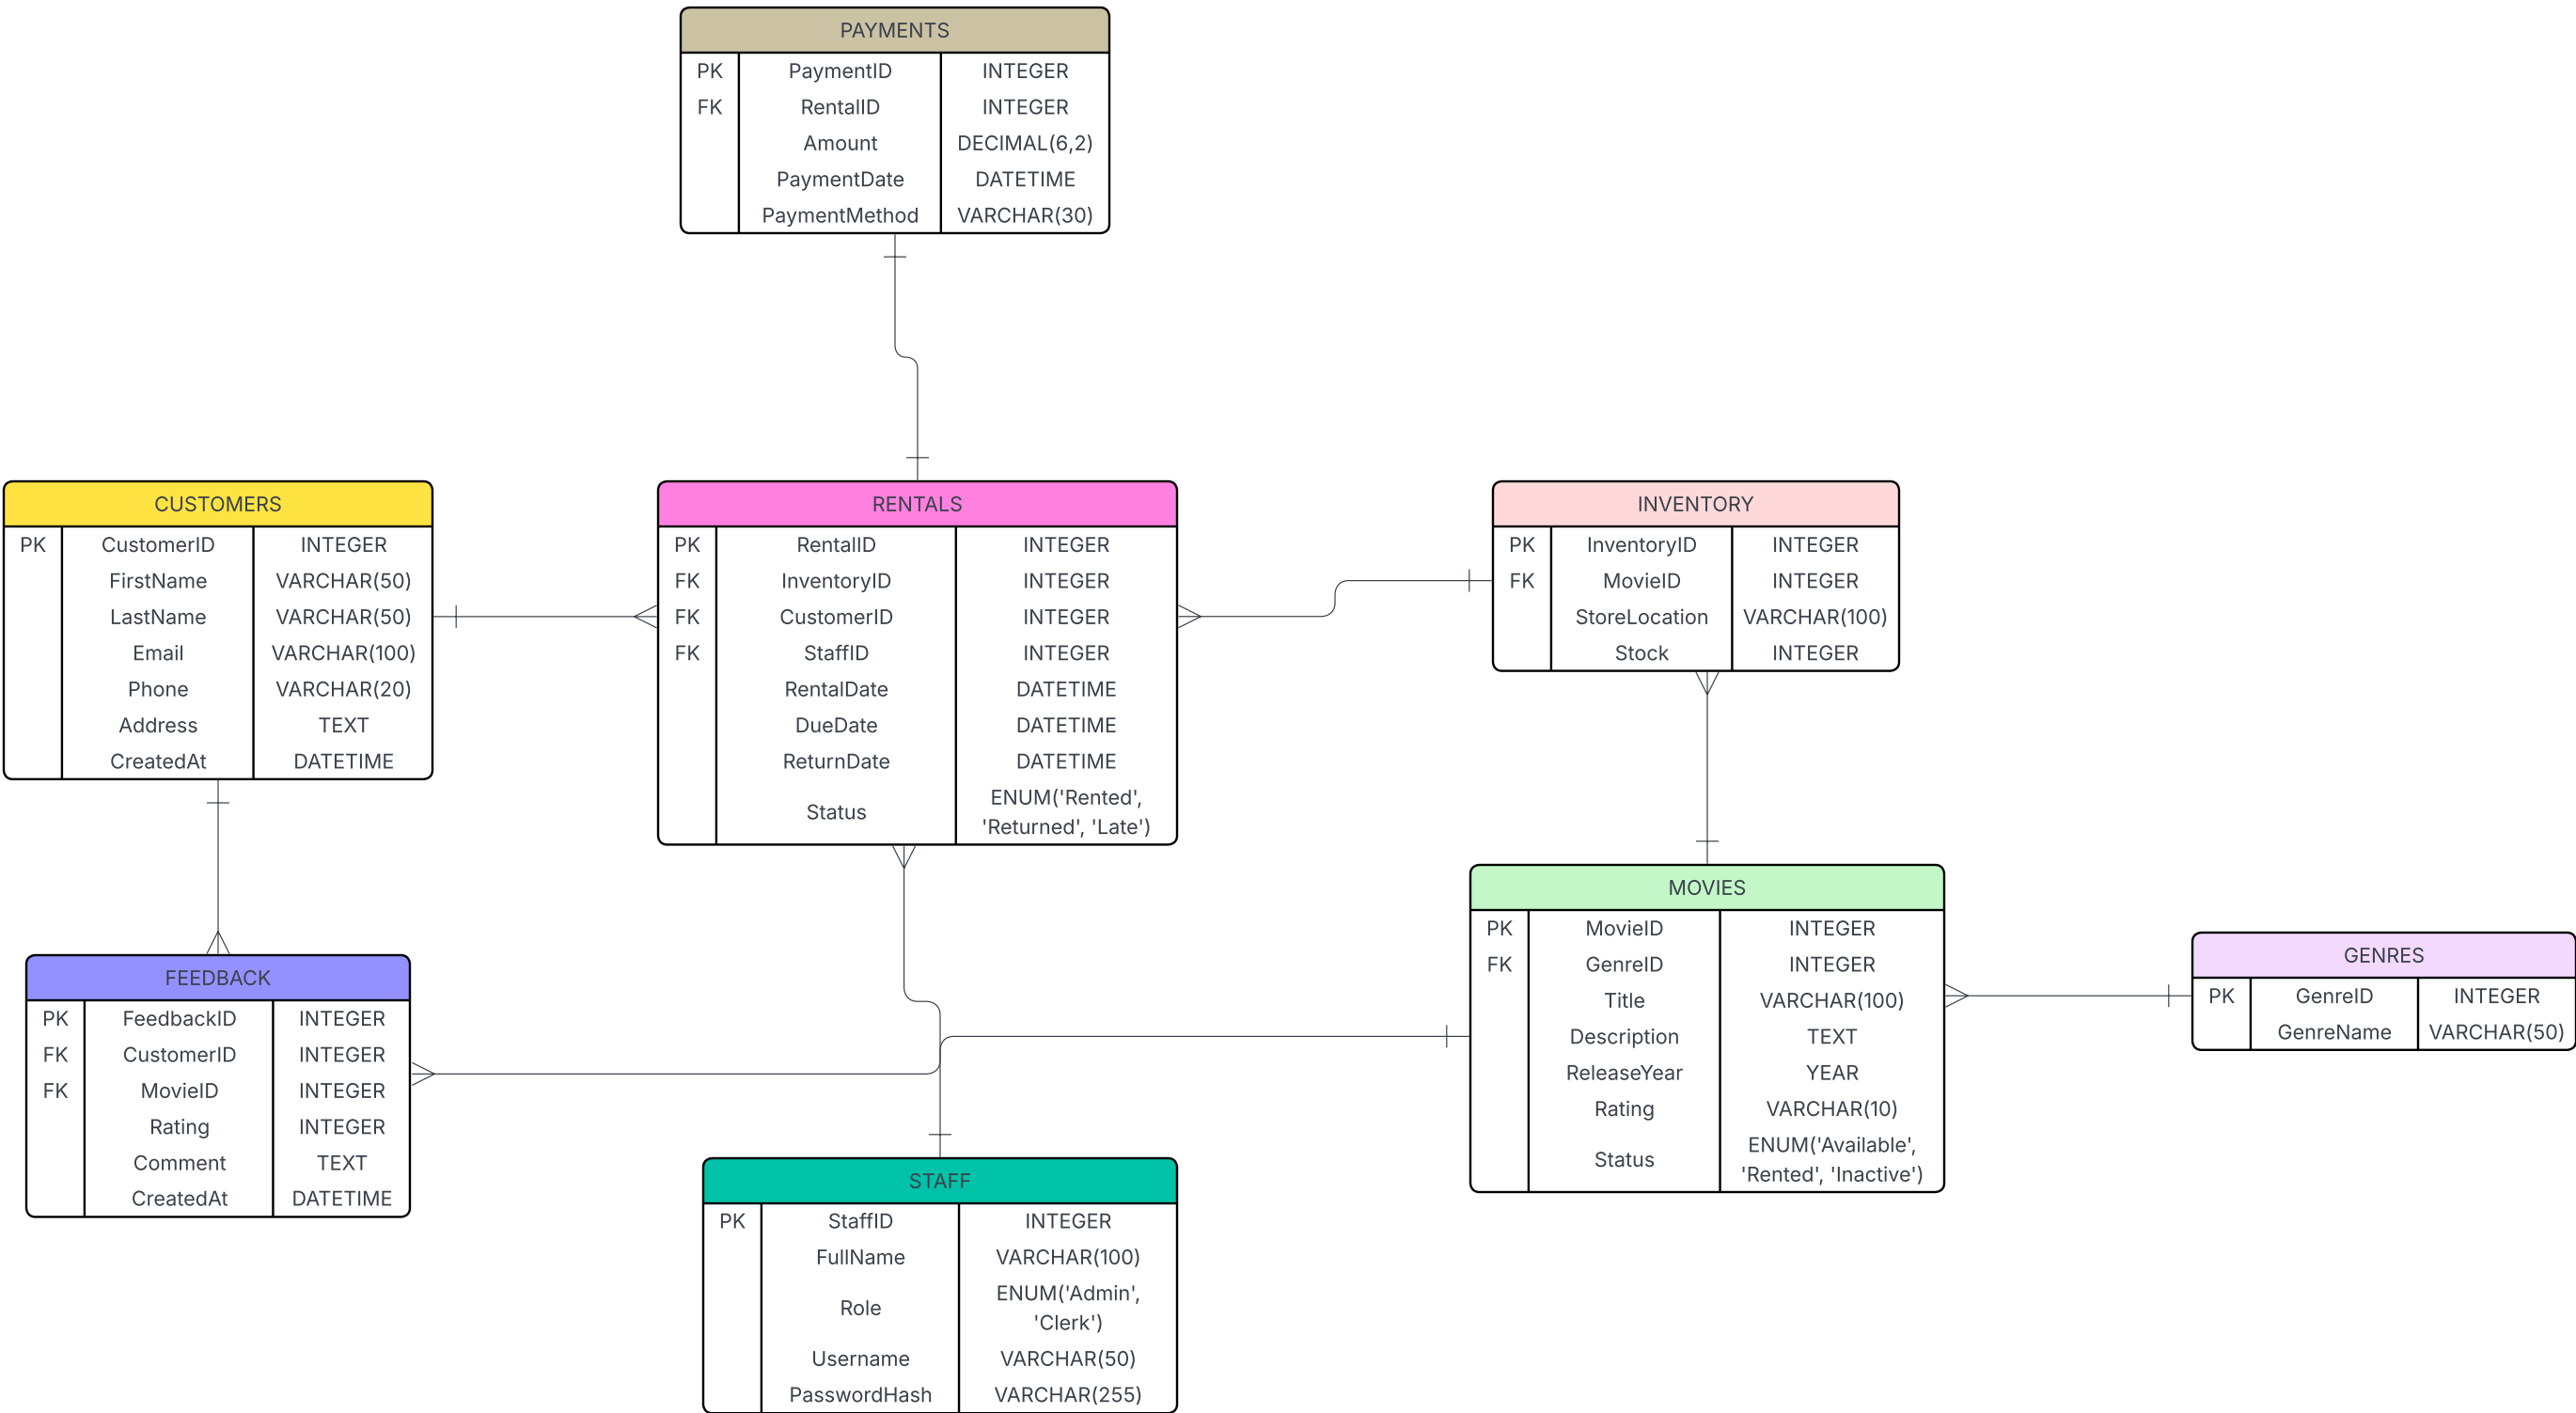 PAYMENTS
PK PaymentID INTEGER
FK RentalID INTEGER
Amount DECIMAL(6,2)
PaymentDate DATETIME
PaymentMethod VARCHAR(30)
CUSTOMERS
PK CustomerID INTEGER
FirstName VARCHAR(50)
LastName VARCHAR(50)
Email VARCHAR(100)
Phone VARCHAR(20)
Address TEXT
CreatedAt DATETIME
RENTALS
PK RentalID INTEGER
FK InventoryID INTEGER
FK CustomerID INTEGER
FK StaffID INTEGER
RentalDate DATETIME
DueDate DATETIME
ReturnDate DATETIME
Status ENUM('Rented',
'Returned', 'Late')
INVENTORY
PK InventoryID INTEGER
FK MovieID INTEGER
StoreLocation VARCHAR(100)
Stock INTEGER
FEEDBACK
PK FeedbackID INTEGER
FK CustomerID INTEGER
FK MovieID INTEGER
Rating INTEGER
Comment TEXT
CreatedAt DATETIME
STAFF
PK StaffID INTEGER
FullName VARCHAR(100)
Role ENUM('Admin',
'Clerk')
Username VARCHAR(50)
PasswordHash VARCHAR(255)
MOVIES
PK MovieID INTEGER
FK GenreID INTEGER
Title VARCHAR(100)
Description TEXT
ReleaseYear YEAR
Rating VARCHAR(10)
Status ENUM('Available',
'Rented', 'Inactive')
GENRES
PK GenreID INTEGER
GenreName VARCHAR(50)